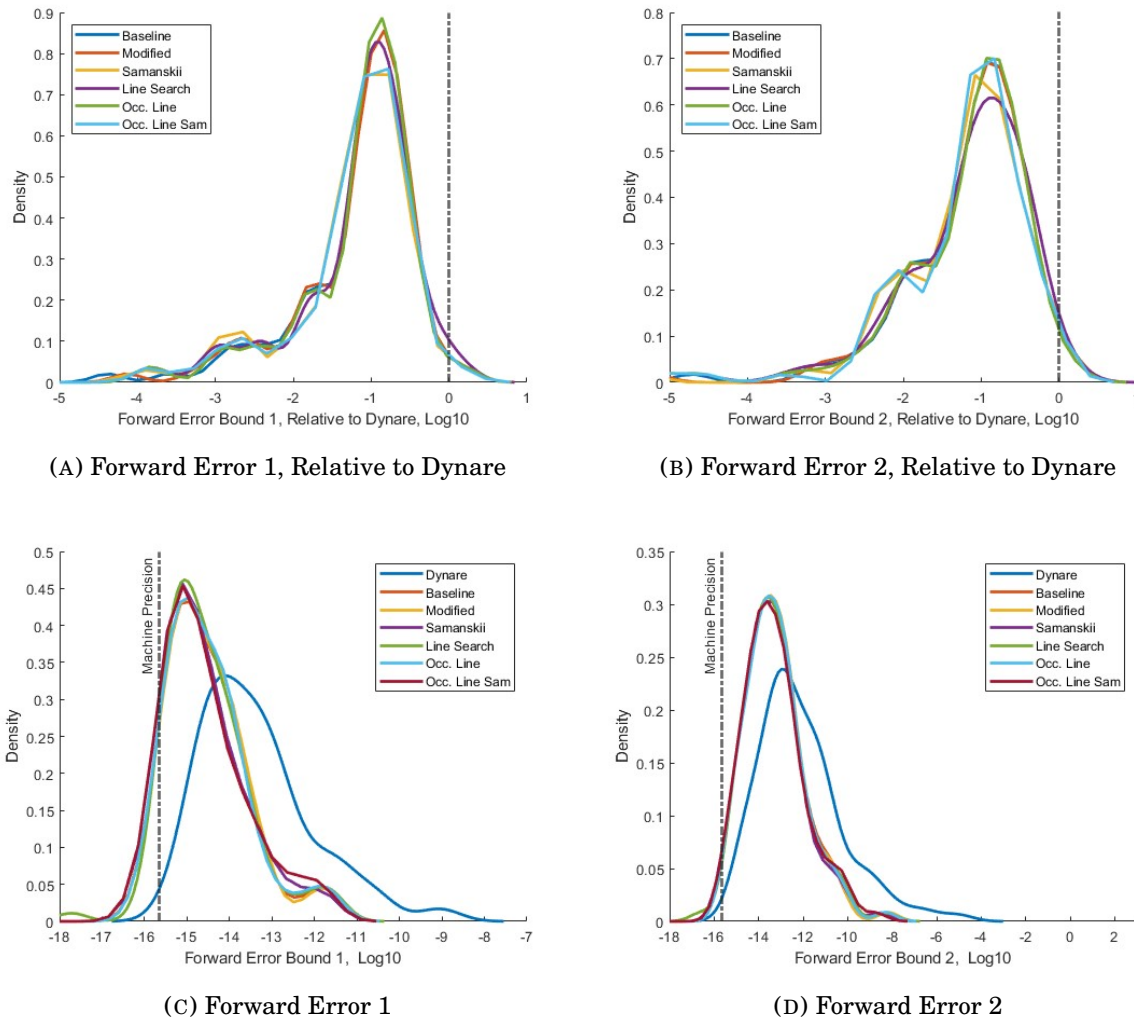 0.9
0.8
0.7
0.6
0.5
0.4
0.3
0.2
0.1
0
Density
Baseline
Modified
Samanskii
Line Search
Occ. Line
Occ. Line Sam
-5 -4 -3 -2 -1 0 1
Forward Error Bound 1, Relative to Dynare, Log10
(A) Forward Error 1, Relative to Dynare
0.8
0.7
0.6
0.5
0.4
0.3
0.2
0.1
0
Density
Baseline
Modified
Samanskii
Line Search
Occ. Line
Occ. Line Sam
-5 -4 -3 -2 -1 0
Forward Error Bound 2, Relative to Dynare, Log10
(B) Forward Error 2, Relative to Dynare
0.5
0.45
0.4
0.35
0.3
0.25
0.2
0.15
0.1
0.05
0
Density
Machine Precision
Dynare
Baseline
Modified
Samanskii
Line Search
Occ. Line
Occ. Line Sam
-18 -17 -16 -15 -14 -13 -12 -11 -10 -9 -8 -7
Forward Error Bound 1, Log10
(C) Forward Error 1
0.35
0.3
0.25
0.2
0.15
0.1
0.05
0
Density
Machine Precision
Dynare
Baseline
Modified
Samanskii
Line Search
Occ. Line
Occ. Line Sam
-18 -16 -14 -12 -10 -8 -6 -4 -2 0 2
Forward Error Bound 2, Log10
(D) Forward Error 2